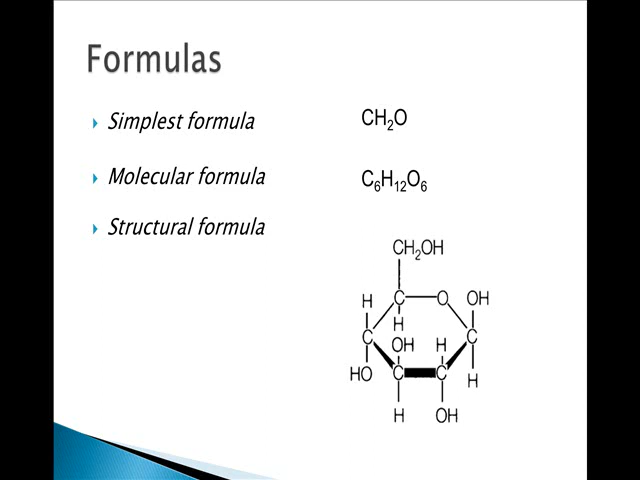 Formulas
Simplest formula CH₂O
Molecular formula C₆H₁₂O₆
Structural formula
CH₂OH
H C O OH
H
C OH H C
HO C C H
H OH